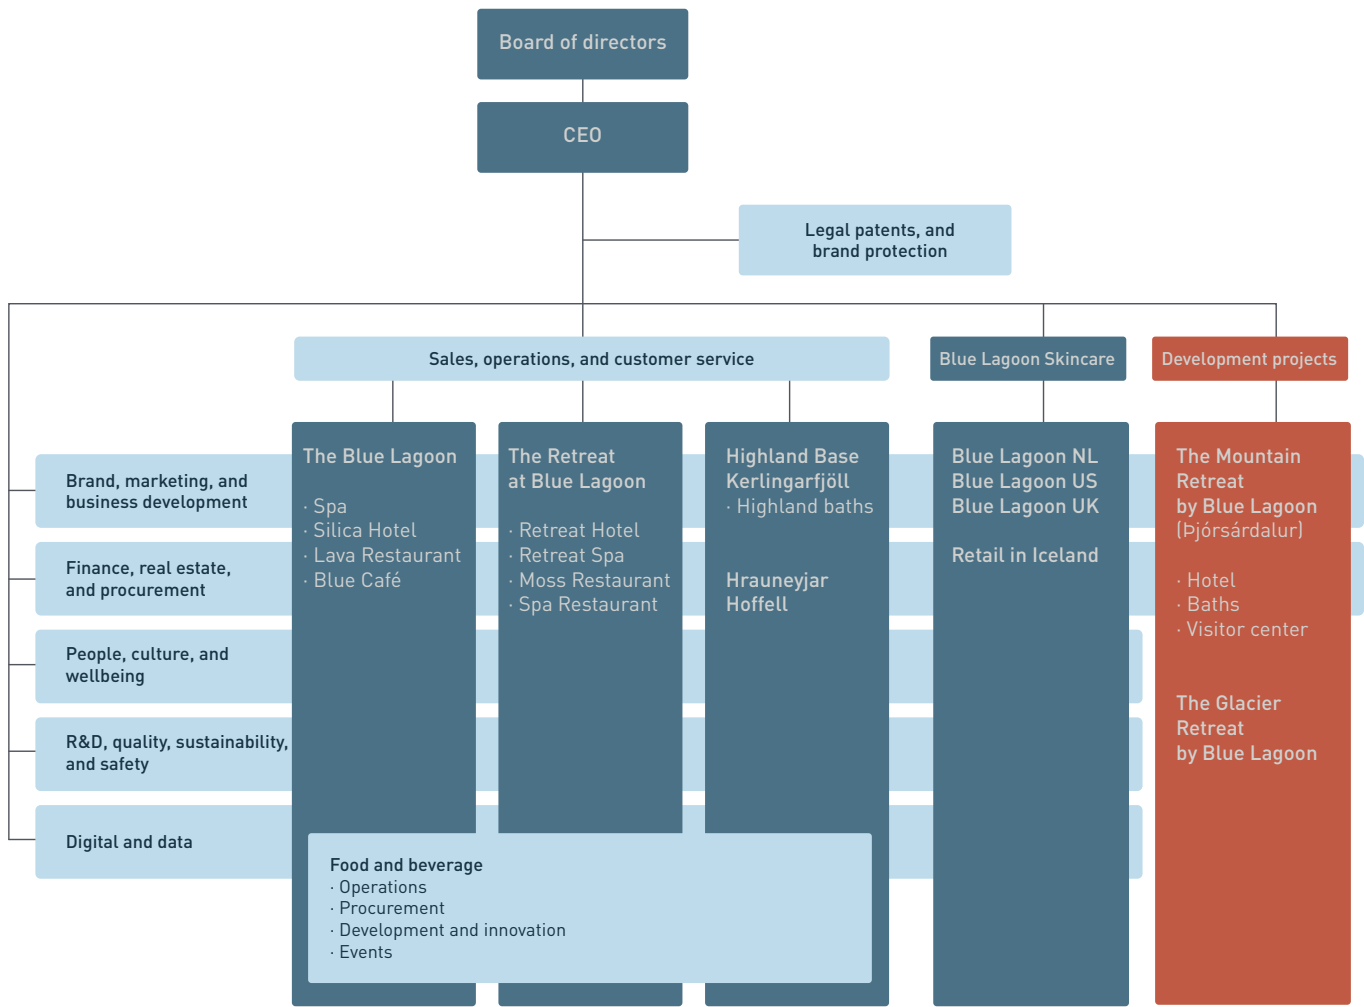 Board of directors
CEO
Legal patents, and
brand protection
Sales, operations, and customer service
Blue Lagoon Skincare
Development projects
Brand, marketing, and
business development
Finance, real estate,
and procurement
People, culture, and
wellbeing
R&D, quality, sustainability,
and safety
Digital and data
The Blue Lagoon
· Spa
· Silica Hotel
· Lava Restaurant
· Blue Café
The Retreat
at Blue Lagoon
· Retreat Hotel
· Retreat Spa
· Moss Restaurant
· Spa Restaurant
Highland Base
Kerlingarfjöll
· Highland baths
Hrauneyjar
Hoffell
Blue Lagoon NL
Blue Lagoon US
Blue Lagoon UK
Retail in Iceland
The Mountain
Retreat
by Blue Lagoon
(Þjórsárdalur)
· Hotel
· Baths
· Visitor center
The Glacier
Retreat
by Blue Lagoon
Food and beverage
· Operations
· Procurement
· Development and innovation
· Events